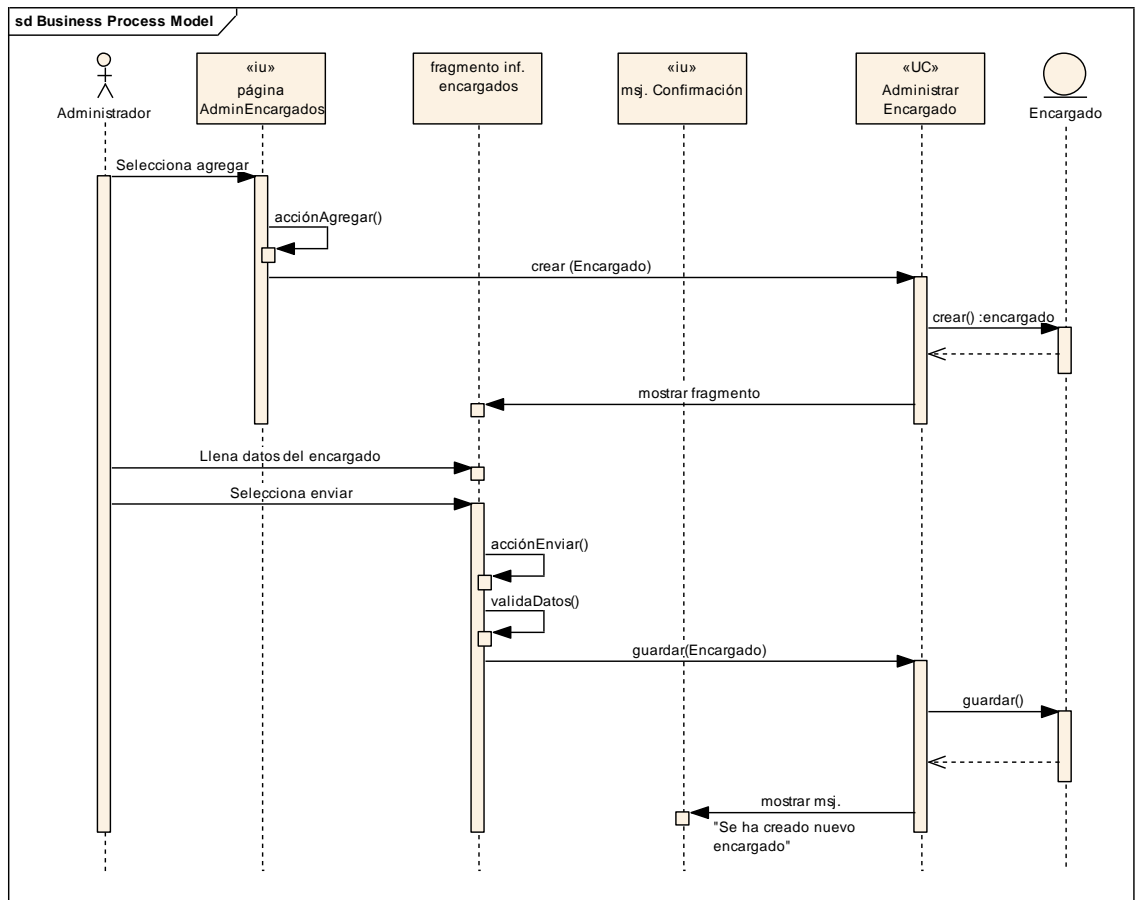 sd Business Process Model
Administrador
«iu»
página
AdminEncargados
fragmento inf.
encargados
«iu»
msj. Confirmación
«UC»
Administrar
Encargado
Encargado
Selecciona agregar
acciónAgregar()
crear (Encargado)
crear() :encargado
mostrar fragmento
Llena datos del encargado
Selecciona enviar
acciónEnviar()
validaDatos()
guardar(Encargado)
guardar()
mostrar msj.
"Se ha creado nuevo
encargado"